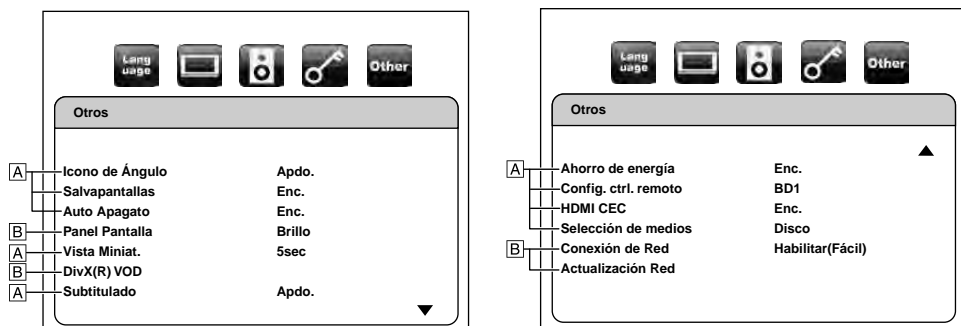 Lang
uage
Other
Otros
A Icono de Ángulo Apdo.
Salvapantallas Enc.
Auto Apagato Enc.
B Panel Pantalla Brillo
A Vista Miniat. 5sec
B DivX(R) VOD
A Subtitulado Apdo.
Lang
uage
Other
Otros
A Ahorro de energía Enc.
Config. ctrl. remoto BD1
HDMI CEC Enc.
Selección de medios Disco
B Conexión de Red Habilitar(Fácil)
Actualización Red